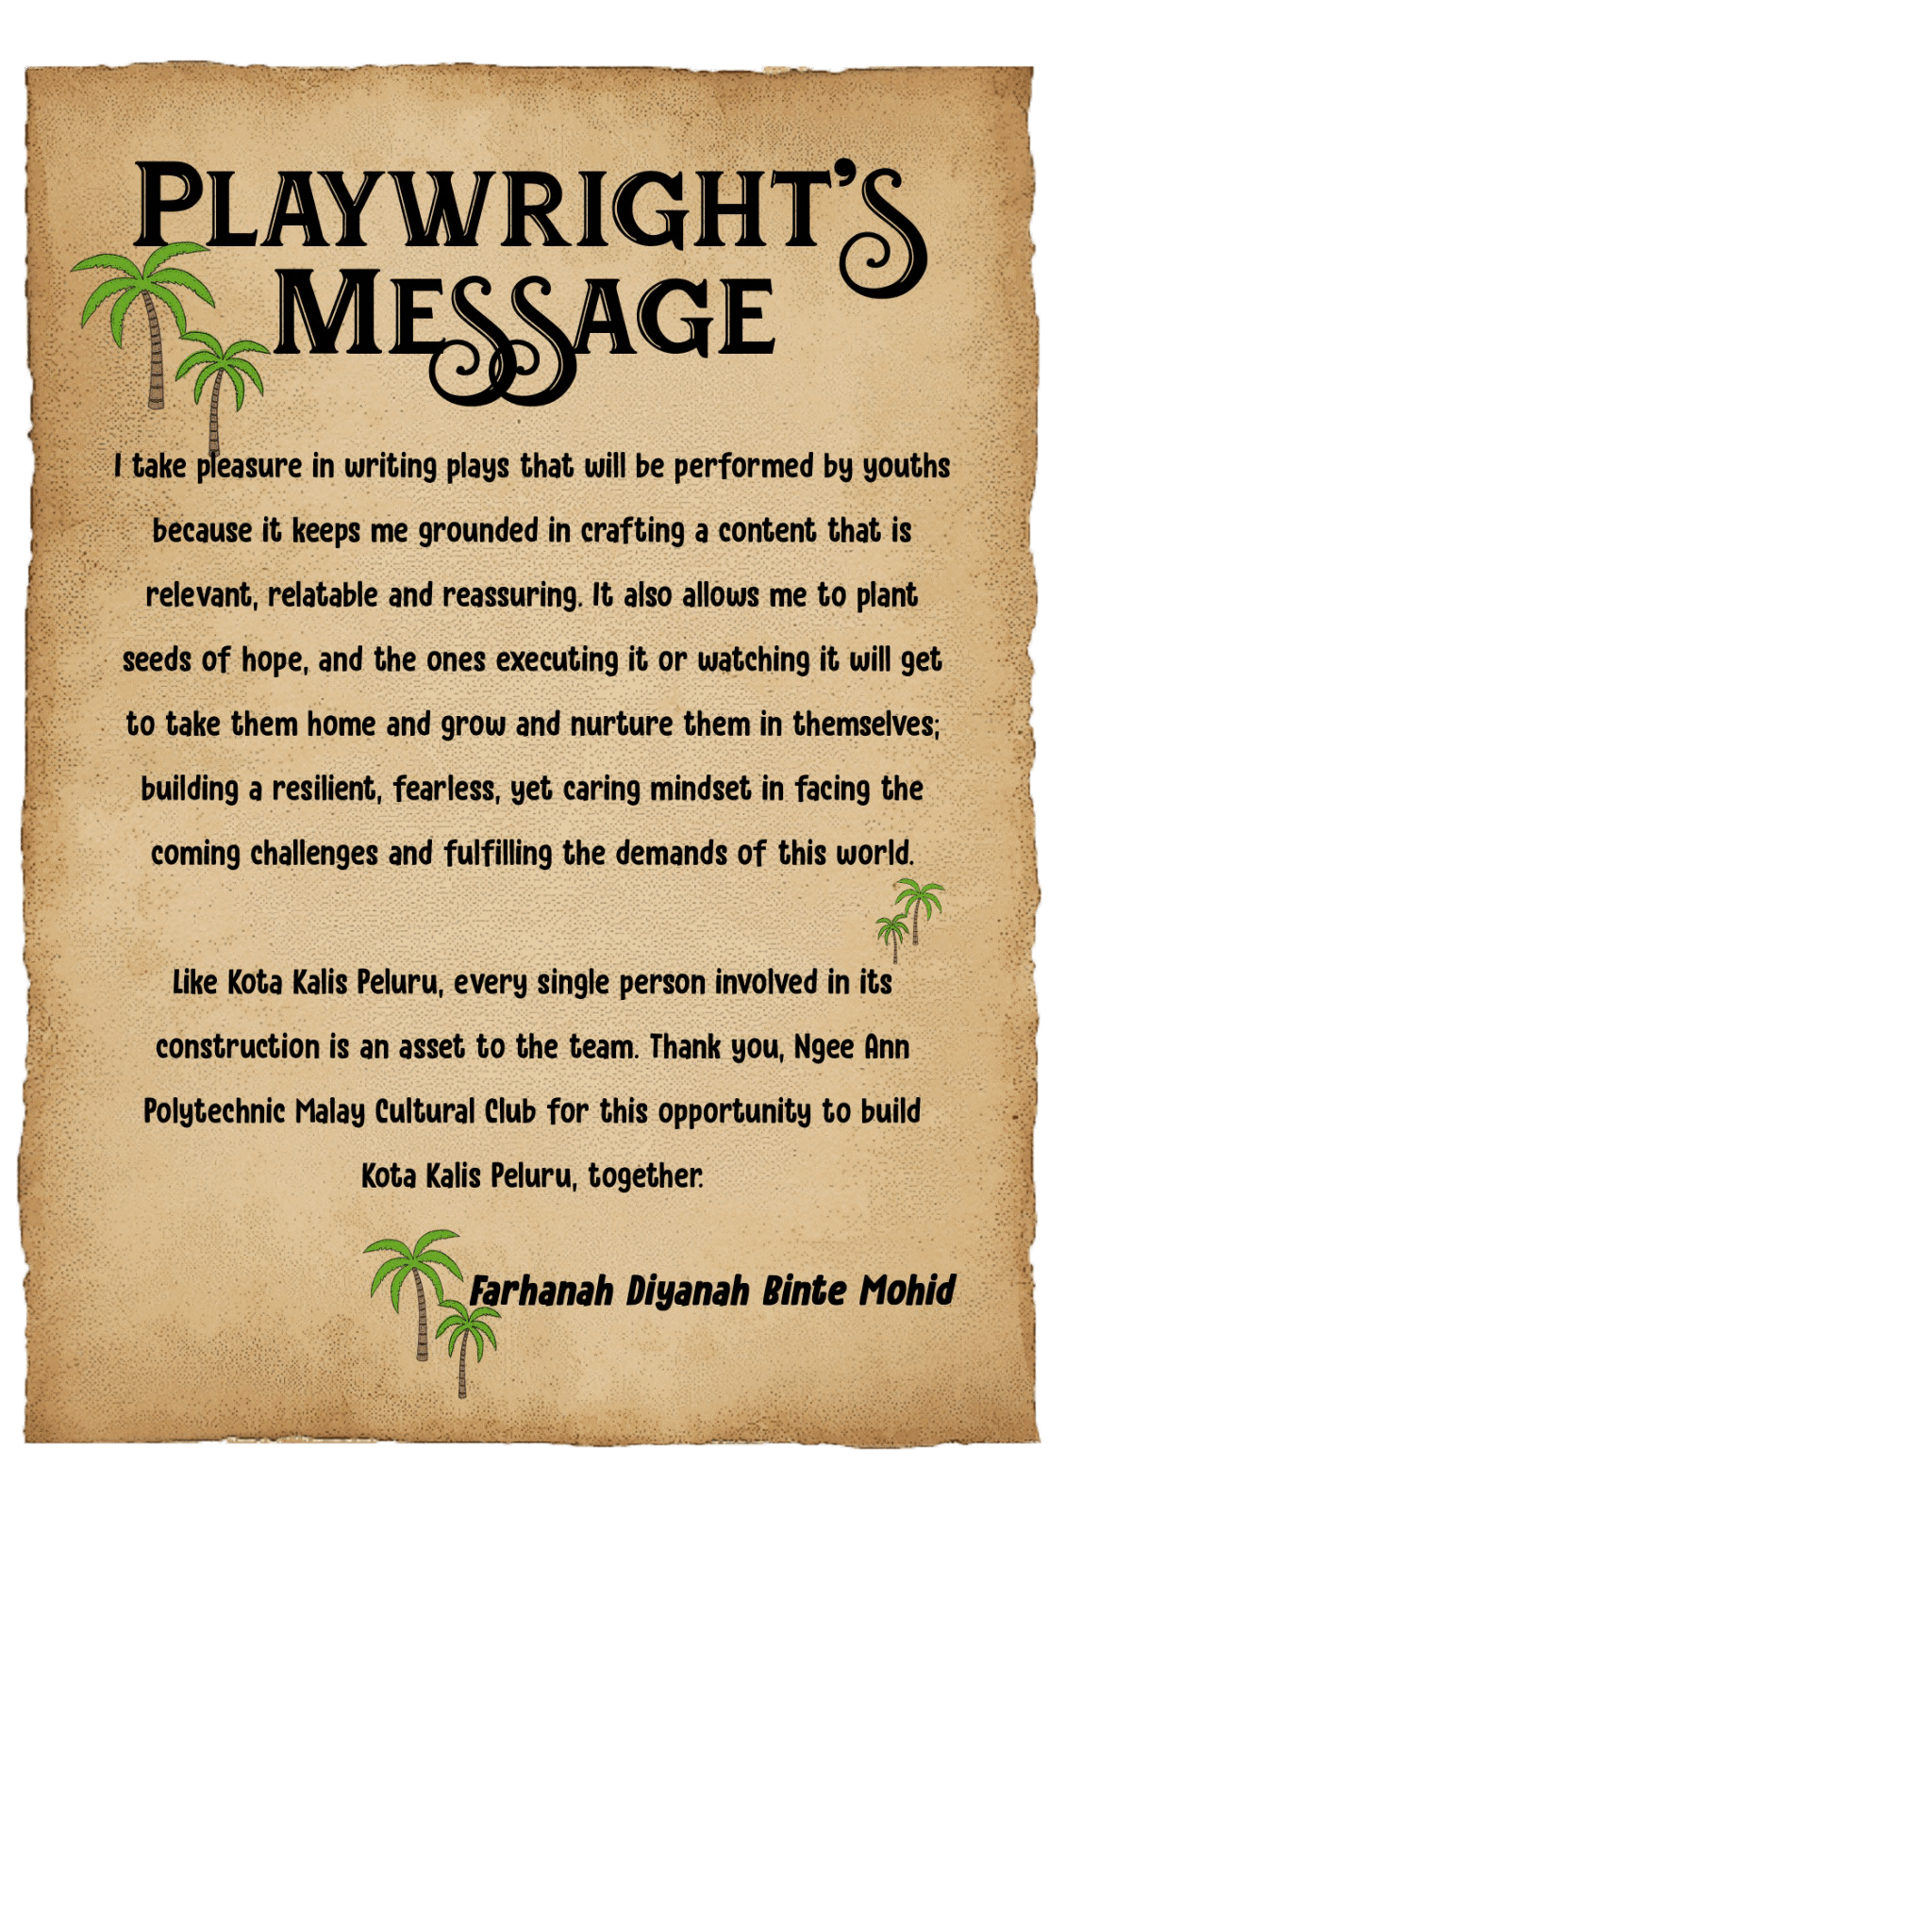 Playwright's
Message
I take pleasure in writing plays that will be performed by youths
because it keeps me grounded in crafting a content that is
relevant, relatable and reassuring. It also allows me to plant
seeds of hope, and the ones executing it or watching it will get
to take them home and grow and nurture them in themselves;
building a resilient, fearless, yet caring mindset in facing the
coming challenges and fulfilling the demands of this world.
Like Kota Kalis Peluru, every single person involved in its
construction is an asset to the team. Thank you, Ngee Ann
Polytechnic Malay Cultural Club for this opportunity to build
Kota Kalis Peluru, together.
Farhanah Diyanah Binte Mohid